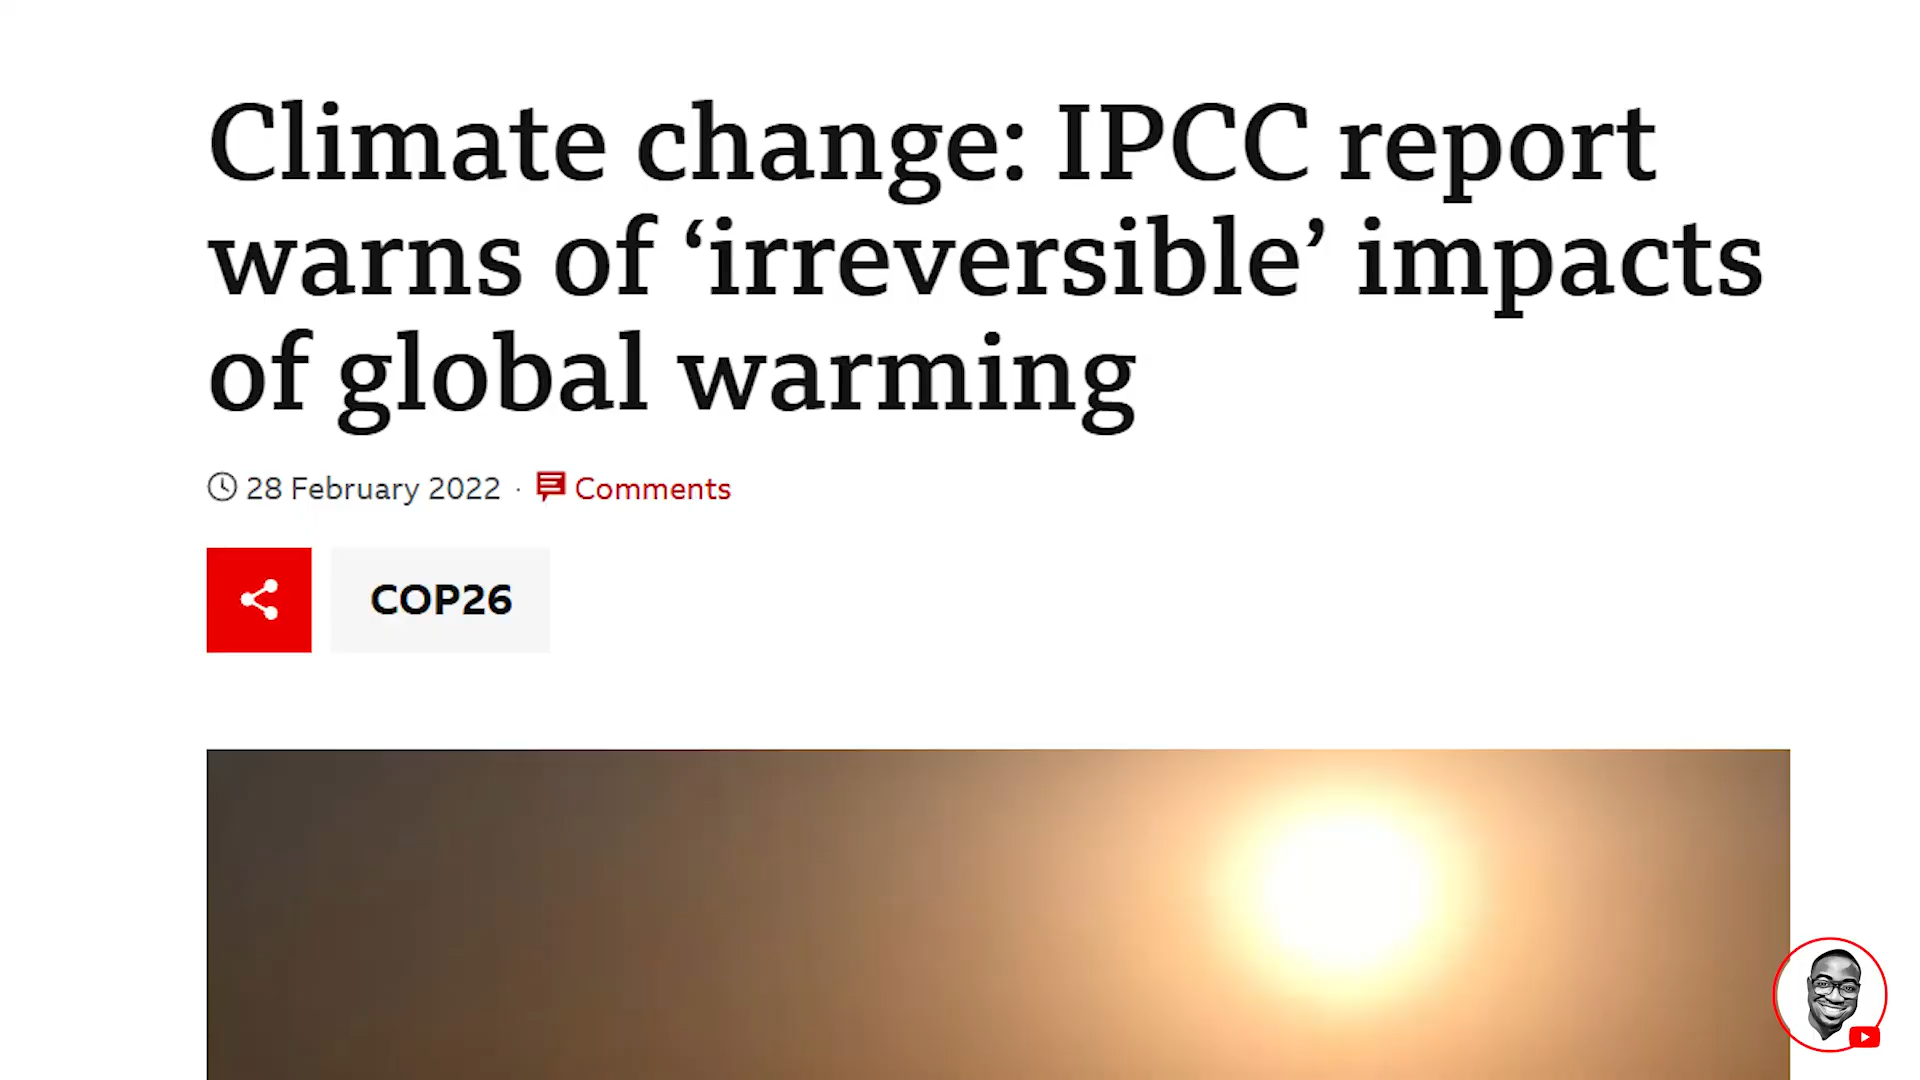 Climate change: IPCC report
warns of ‘irreversible’ impacts
of global warming
28 February 2022 · Comments
COP26